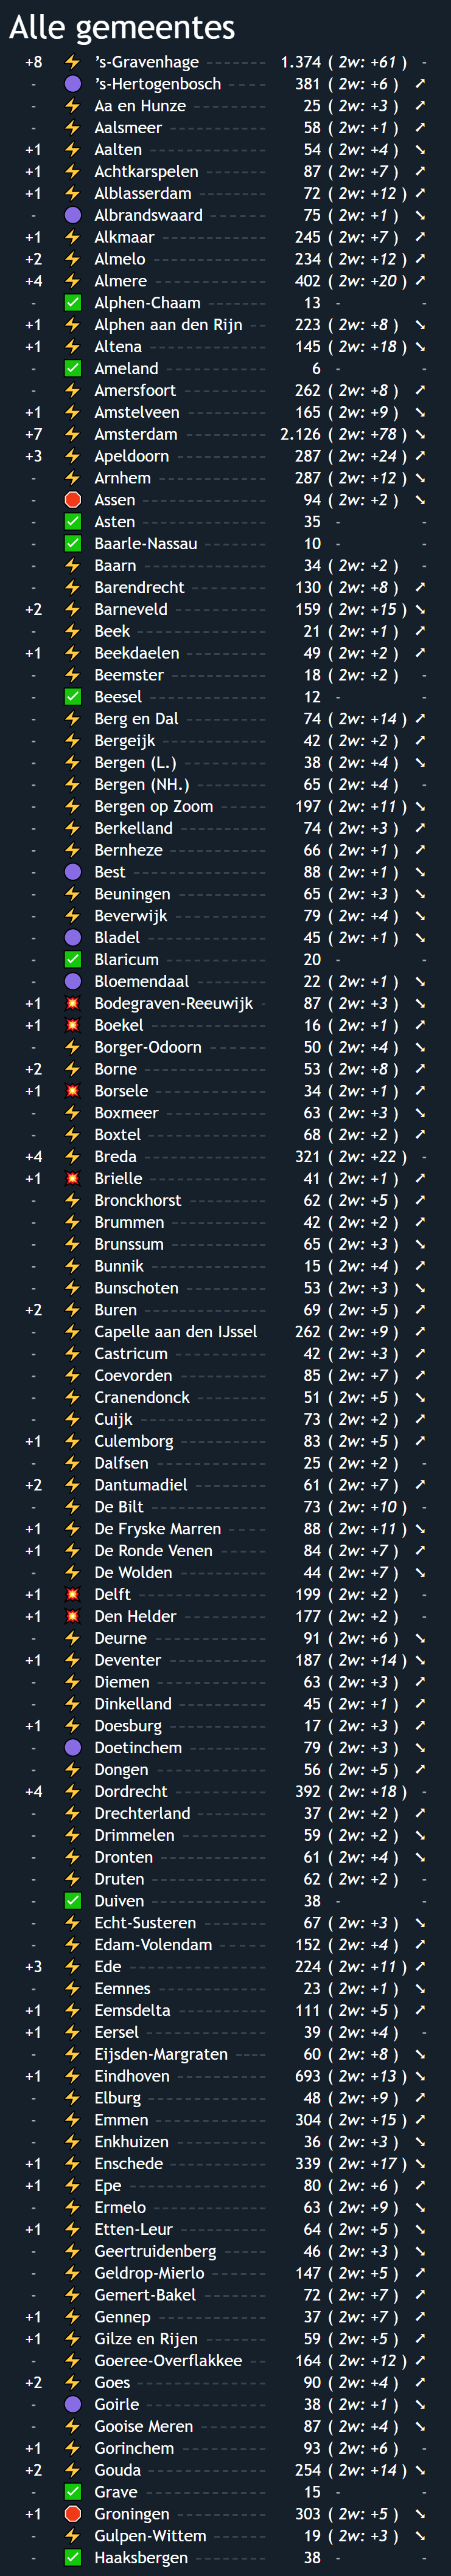 Alle gemeentes
+8 's-Gravenhage 1.374 ( 2w: +61 ) -
- 's-Hertogenbosch 381 ( 2w: +6 ) ➚
- Aa en Hunze 25 ( 2w: +3 ) ➚
- Aalsmeer 58 ( 2w: +1 ) ➚
+1 Aalten 54 ( 2w: +4 ) ➘
+1 Achtkarspelen 87 ( 2w: +7 ) ➚
+1 Alblasserdam 72 ( 2w: +12 ) ➚
- Albrandswaard 75 ( 2w: +1 ) ➘
+1 Alkmaar 245 ( 2w: +7 ) ➚
+2 Almelo 234 ( 2w: +12 ) ➚
+4 Almere 402 ( 2w: +20 ) ➚
- Alphen-Chaam 13 - -
+1 Alphen aan den Rijn 223 ( 2w: +8 ) ➘
+1 Altena 145 ( 2w: +18 ) ➘
- Ameland 6 - -
- Amersfoort 262 ( 2w: +8 ) ➚
+1 Amstelveen 165 ( 2w: +9 ) ➘
+7 Amsterdam 2.126 ( 2w: +78 ) ➘
+3 Apeldoorn 287 ( 2w: +24 ) ➚
- Arnhem 287 ( 2w: +12 ) ➘
- Assen 94 ( 2w: +2 ) ➘
- Asten 35 - -
- Baarle-Nassau 10 - -
- Baarn 34 ( 2w: +2 ) -
- Barendrecht 130 ( 2w: +8 ) ➚
+2 Barneveld 159 ( 2w: +15 ) ➘
- Beek 21 ( 2w: +1 ) ➚
+1 Beekdaelen 49 ( 2w: +2 ) ➚
- Beemster 18 ( 2w: +2 ) -
- Beesel 12 - -
- Berg en Dal 74 ( 2w: +14 ) ➚
- Bergeijk 42 ( 2w: +2 ) ➚
- Bergen (L.) 38 ( 2w: +4 ) ➘
- Bergen (NH.) 65 ( 2w: +4 ) -
- Bergen op Zoom 197 ( 2w: +11 ) ➘
- Berkelland 74 ( 2w: +3 ) ➚
- Bernheze 66 ( 2w: +1 ) ➚
- Best 88 ( 2w: +1 ) ➘
- Beuningen 65 ( 2w: +3 ) ➚
- Beverwijk 79 ( 2w: +4 ) ➘
- Bladel 45 ( 2w: +1 ) ➘
- Blaricum 20 - -
- Bloemendaal 22 ( 2w: +1 ) ➘
+1 Bodegraven-Reeuwijk 87 ( 2w: +3 ) ➘
+1 Boekel 16 ( 2w: +1 ) ➚
- Borger-Odoorn 50 ( 2w: +4 ) ➘
+2 Borne 53 ( 2w: +8 ) ➚
+1 Borsele 34 ( 2w: +1 ) ➚
- Boxmeer 63 ( 2w: +3 ) ➘
- Boxtel 68 ( 2w: +2 ) ➚
+4 Breda 321 ( 2w: +22 ) -
+1 Brielle 41 ( 2w: +1 ) ➚
- Bronckhorst 62 ( 2w: +5 ) ➚
- Brummen 42 ( 2w: +2 ) ➚
- Brunssum 65 ( 2w: +3 ) ➘
- Bunnik 15 ( 2w: +4 ) ➚
- Bunschoten 53 ( 2w: +3 ) ➘
+2 Buren 69 ( 2w: +5 ) ➚
- Capelle aan den IJssel 262 ( 2w: +9 ) ➚
- Castricum 42 ( 2w: +3 ) ➚
- Coevorden 85 ( 2w: +7 ) ➚
- Cranendonck 51 ( 2w: +5 ) ➘
- Cuijk 73 ( 2w: +2 ) ➚
+1 Culemborg 83 ( 2w: +5 ) ➚
- Dalfsen 25 ( 2w: +2 ) -
+2 Dantumadiel 61 ( 2w: +7 ) ➚
- De Bilt 73 ( 2w: +10 ) -
+1 De Fryske Marren 88 ( 2w: +11 ) ➘
+1 De Ronde Venen 84 ( 2w: +7 ) ➚
- De Wolden 44 ( 2w: +7 ) ➘
+1 Delft 199 ( 2w: +2 ) -
+1 Den Helder 177 ( 2w: +2 ) -
- Deurne 91 ( 2w: +6 ) ➘
+1 Deventer 187 ( 2w: +14 ) ➘
- Diemen 63 ( 2w: +3 ) ➚
- Dinkelland 45 ( 2w: +1 ) ➚
+1 Doesburg 17 ( 2w: +3 ) ➚
- Doetinchem 79 ( 2w: +3 ) ➘
- Dongen 56 ( 2w: +5 ) ➚
+4 Dordrecht 392 ( 2w: +18 ) -
- Drechterland 37 ( 2w: +2 ) ➚
- Drimmelen 59 ( 2w: +2 ) ➘
- Dronten 61 ( 2w: +4 ) ➘
- Druten 62 ( 2w: +2 ) -
- Duiven 38 - -
- Echt-Susteren 67 ( 2w: +3 ) ➘
- Edam-Volendam 152 ( 2w: +4 ) ➚
+3 Ede 224 ( 2w: +11 ) ➚
- Eemnes 23 ( 2w: +1 ) ➘
+1 Eemsdelta 111 ( 2w: +5 ) ➚
+1 Eersel 39 ( 2w: +4 ) -
- Eijsden-Margraten 60 ( 2w: +8 ) ➘
+1 Eindhoven 693 ( 2w: +13 ) ➘
- Elburg 48 ( 2w: +9 ) ➚
- Emmen 304 ( 2w: +15 ) ➚
- Enkhuizen 36 ( 2w: +3 ) ➘
+1 Enschede 339 ( 2w: +17 ) ➘
+1 Epe 80 ( 2w: +6 ) ➚
- Ermelo 63 ( 2w: +9 ) ➘
+1 Etten-Leur 64 ( 2w: +5 ) ➘
- Geertruidenberg 46 ( 2w: +3 ) ➘
- Geldrop-Mierlo 147 ( 2w: +5 ) ➚
- Gemert-Bakel 72 ( 2w: +7 ) ➚
+1 Gennep 37 ( 2w: +7 ) ➚
+1 Gilze en Rijen 59 ( 2w: +5 ) ➚
- Goeree-Overflakkee 164 ( 2w: +12 ) ➚
+2 Goes 90 ( 2w: +4 ) ➚
- Goirle 38 ( 2w: +1 ) ➘
- Gooise Meren 87 ( 2w: +4 ) ➘
+1 Gorinchem 93 ( 2w: +6 ) -
+2 Gouda 254 ( 2w: +14 ) ➘
- Grave 15 - -
+1 Groningen 303 ( 2w: +5 ) ➘
- Gulpen-Wittem 19 ( 2w: +3 ) ➘
- Haaksbergen 38 - -